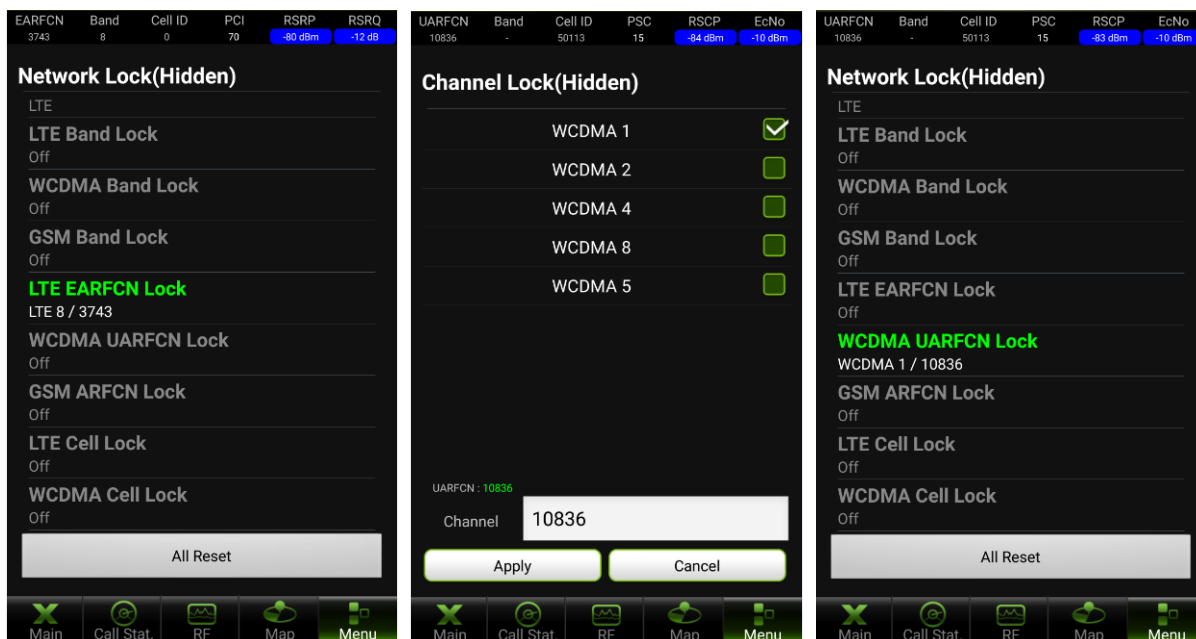 EARFCN Band Cell ID PCI RSRP RSRQ
3743 8 0 70 -80 dBm -12 dB
Network Lock(Hidden)
LTE
LTE Band Lock
Off
WCDMA Band Lock
Off
GSM Band Lock
Off
LTE EARFCN Lock
LTE 8 / 3743
WCDMA UARFCN Lock
Off
GSM ARFCN Lock
Off
LTE Cell Lock
Off
WCDMA Cell Lock
Off
All Reset
Main Call Stat. RF Map Menu
UARFCN Band Cell ID PSC RSCP EcNo
10836 - 50113 15 -84 dBm -10 dBm
Channel Lock(Hidden)
WCDMA 1
WCDMA 2
WCDMA 4
WCDMA 8
WCDMA 5
UARFCN : 10836
Channel 10836
Apply Cancel
Main Call Stat. RF Map Menu
UARFCN Band Cell ID PSC RSCP EcNo
10836 - 50113 15 -83 dBm -10 dBm
Network Lock(Hidden)
LTE
LTE Band Lock
Off
WCDMA Band Lock
Off
GSM Band Lock
Off
LTE EARFCN Lock
Off
WCDMA UARFCN Lock
WCDMA 1 / 10836
GSM ARFCN Lock
Off
LTE Cell Lock
Off
WCDMA Cell Lock
Off
All Reset
Main Call Stat. RF Map Menu